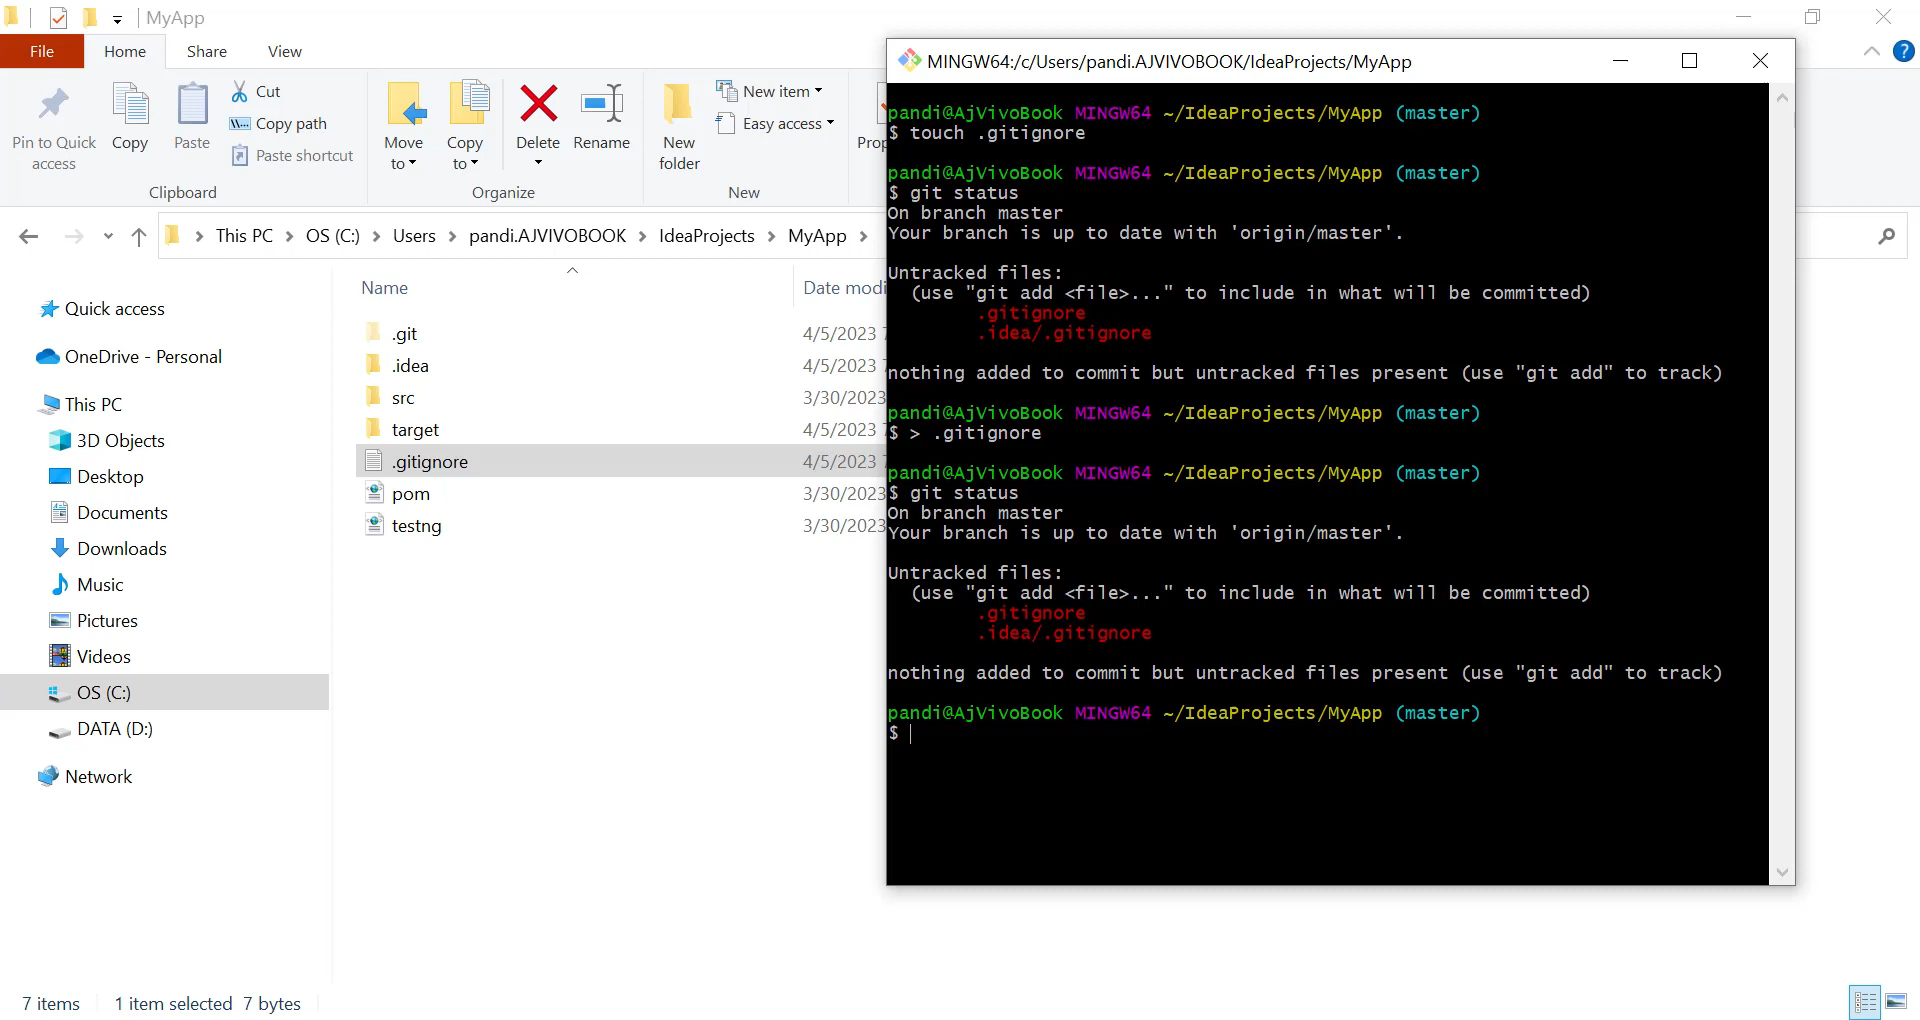 MyApp
File
Home
Share
View
Pin to Quick access
Copy
Paste
Cut
Copy path
Paste shortcut
Clipboard
Move to
Copy to
Delete
Rename
Organize
New folder
New item
Easy access
New
Prop
This PC
OS (C:)
Users
pandi.AJVIVOBOOK
IdeaProjects
MyApp
Quick access
OneDrive - Personal
This PC
3D Objects
Desktop
Documents
Downloads
Music
Pictures
Videos
OS (C:)
DATA (D:)
Network
Name
Date modi
.git
4/5/2023 7
.idea
4/5/2023 7
src
3/30/2023
target
4/5/2023 7
.gitignore
4/5/2023 7
pom
3/30/2023
testng
3/30/2023
7 items
1 item selected 7 bytes
MINGW64:/c/Users/pandi.AJVIVOBOOK/IdeaProjects/MyApp
pandi@AjVivoBook MINGW64 ~/IdeaProjects/MyApp (master)
$ touch .gitignore
pandi@AjVivoBook MINGW64 ~/IdeaProjects/MyApp (master)
$ git status
On branch master
Your branch is up to date with 'origin/master'.
Untracked files:
(use "git add <file>..." to include in what will be committed)
.gitignore
.idea/.gitignore
nothing added to commit but untracked files present (use "git add" to track)
pandi@AjVivoBook MINGW64 ~/IdeaProjects/MyApp (master)
$ > .gitignore
pandi@AjVivoBook MINGW64 ~/IdeaProjects/MyApp (master)
$ git status
On branch master
Your branch is up to date with 'origin/master'.
Untracked files:
(use "git add <file>..." to include in what will be committed)
.gitignore
.idea/.gitignore
nothing added to commit but untracked files present (use "git add" to track)
pandi@AjVivoBook MINGW64 ~/IdeaProjects/MyApp (master)
$